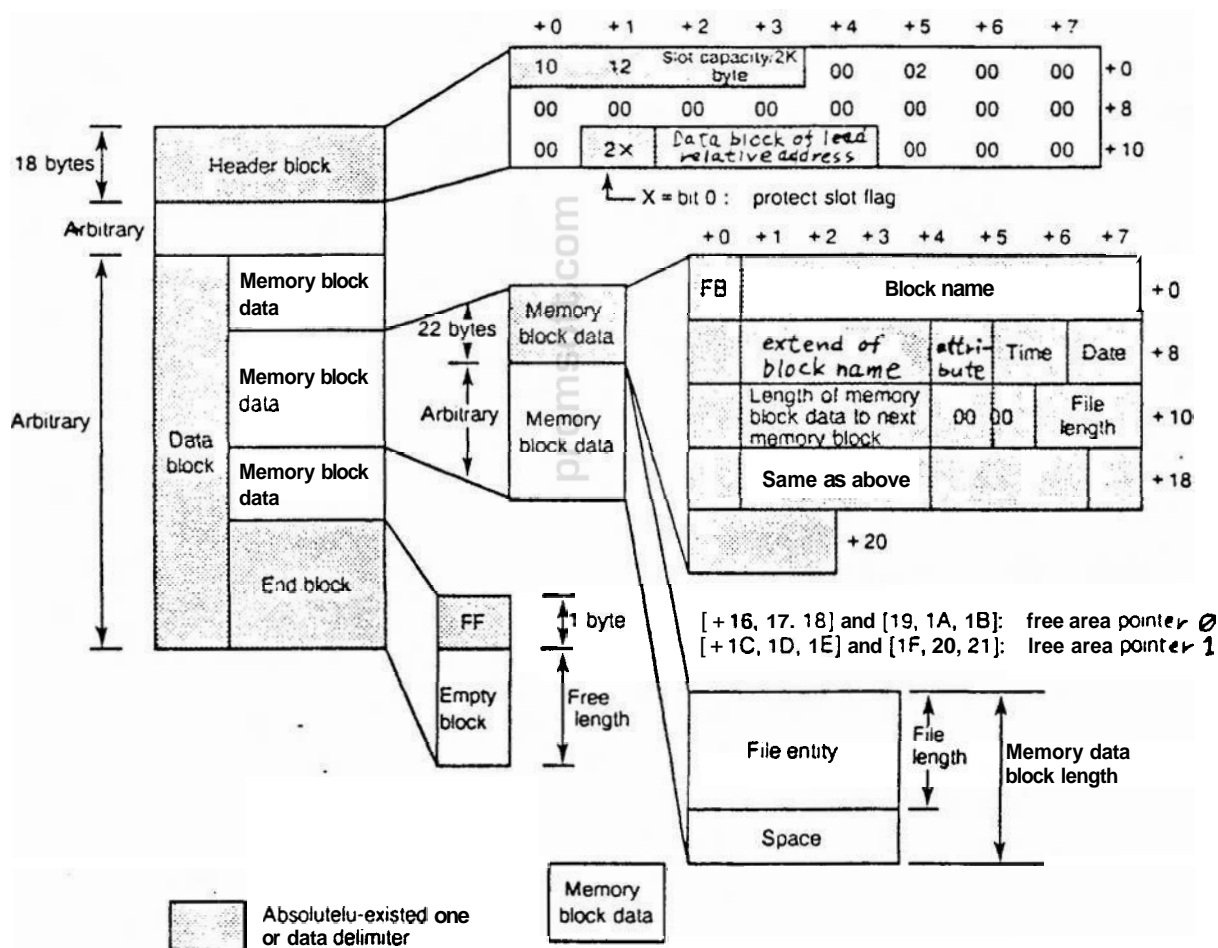 +0 +1 +2 +3 +4 +5 +6 +7
10 12 Slot capacity/2K byte 00 02 00 00 +0
00 00 00 00 00 00 00 00 +8
00 2X Data block of lead relative address 00 00 00 +10
X = bit 0 : protect slot flag
18 bytes
Header block
Arbitrary
Arbitrary
Data block
Memory block data
Memory block data
Memory block data
End block
22 bytes
Arbitrary
Memory block data
Memory block data
+0 +1 +2 +3 +4 +5 +6 +7
FB Block name +0
extend of block name attri-bute Time Date +8
Length of memory block data to next memory block 00 00 File length +10
Same as above +18
+20
FF
1 byte
Empty block
Free length
[+16, 17. 18] and [19, 1A, 1B]: free area pointer 0
[+1C, 1D, 1E] and [1F, 20, 21]: lree area pointer 1
File entity
File length
Memory data block length
Space
Absolutelu-existed one or data delimiter
Memory block data